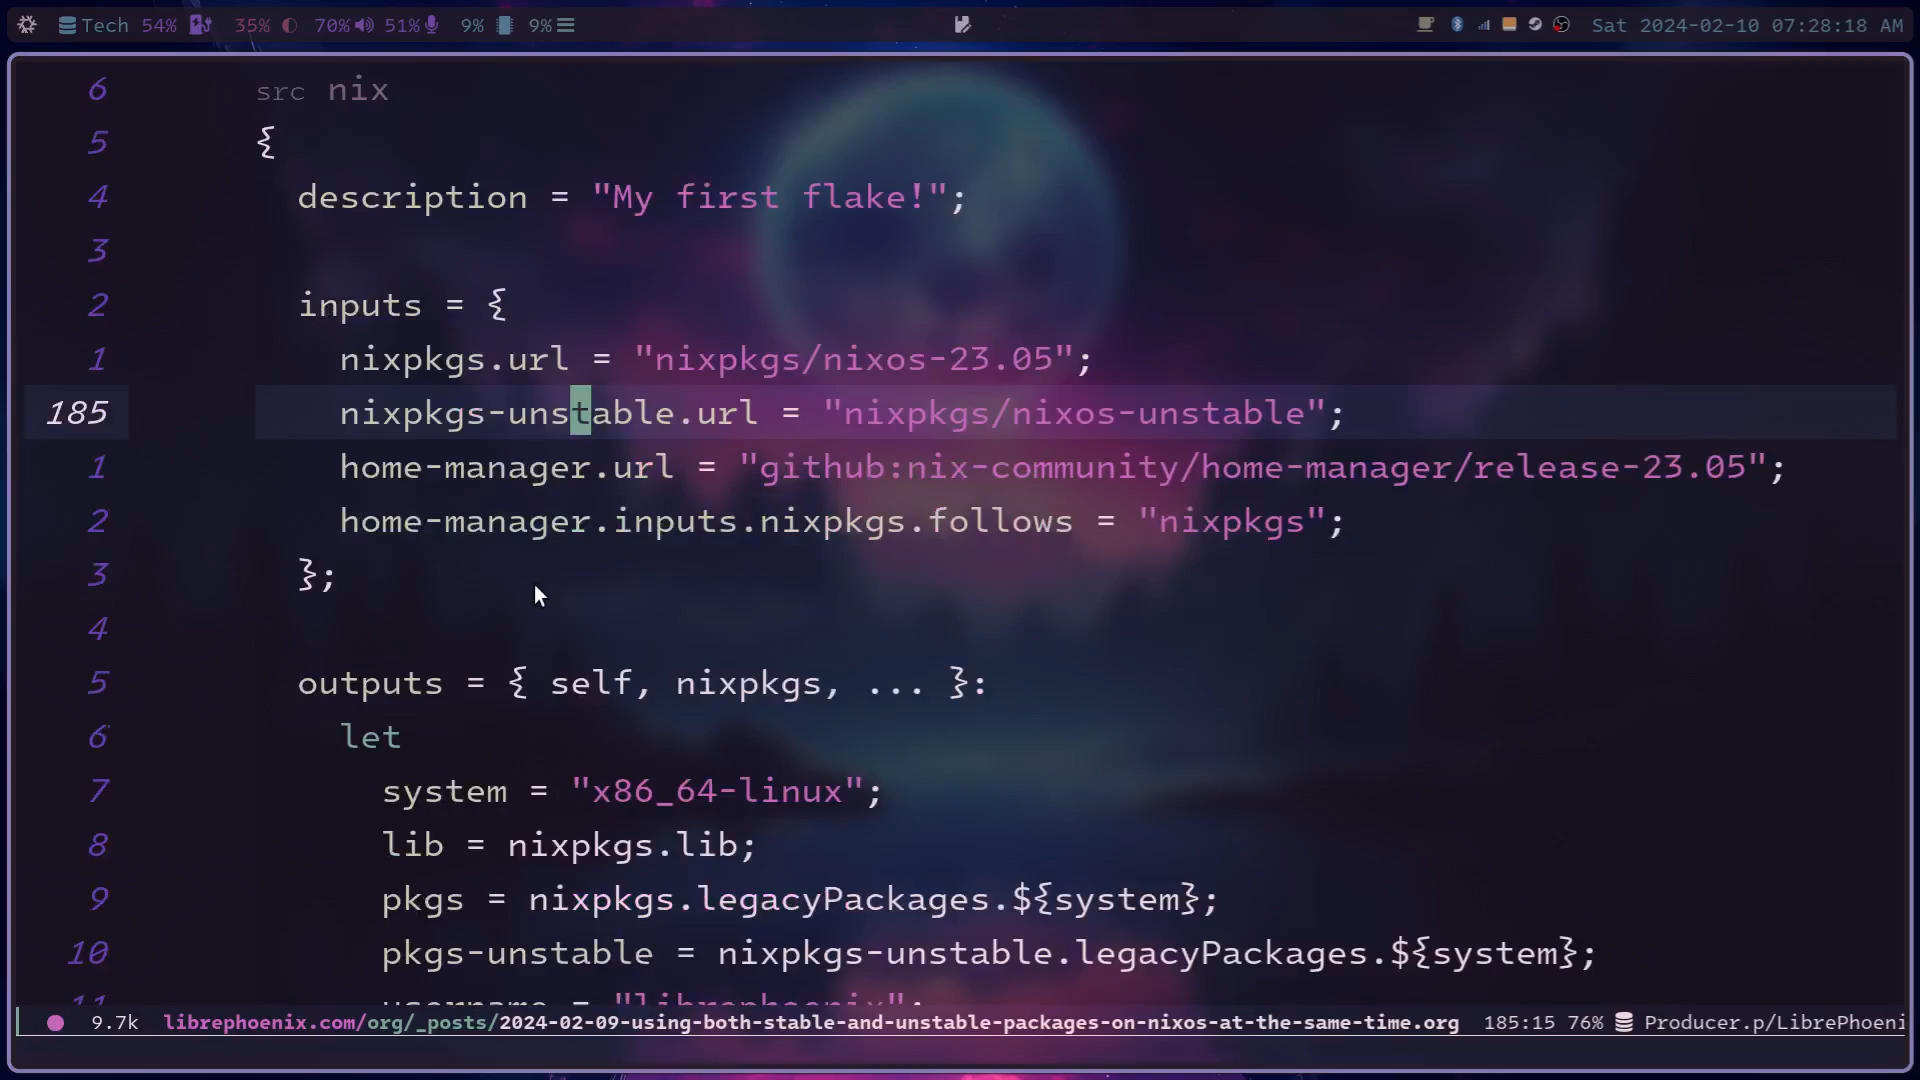 Tech 54% 35% 70% 51% 9% 9% Sat 2024-02-10 07:28:18 AM
6 src nix
5 {
4 description = "My first flake!";
3
2 inputs = {
1 nixpkgs.url = "nixpkgs/nixos-23.05";
185 nixpkgs-unstable.url = "nixpkgs/nixos-unstable";
1 home-manager.url = "github:nix-community/home-manager/release-23.05";
2 home-manager.inputs.nixpkgs.follows = "nixpkgs";
3 };
4
5 outputs = { self, nixpkgs, ... }:
6 let
7 system = "x86_64-linux";
8 lib = nixpkgs.lib;
9 pkgs = nixpkgs.legacyPackages.${system};
10 pkgs-unstable = nixpkgs-unstable.legacyPackages.${system};
11 username = "librephoenix";
9.7k librephoenix.com/org/_posts/2024-02-09-using-both-stable-and-unstable-packages-on-nixos-at-the-same-time.org 185:15 76% Producer.p/LibrePhoeni